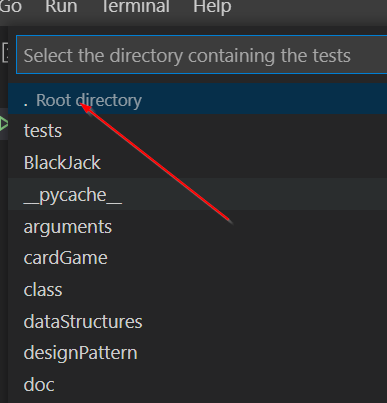 Go Run Terminal Help
Select the directory containing the tests
. Root directory
tests
BlackJack
__pycache__
arguments
cardGame
class
dataStructures
designPattern
doc